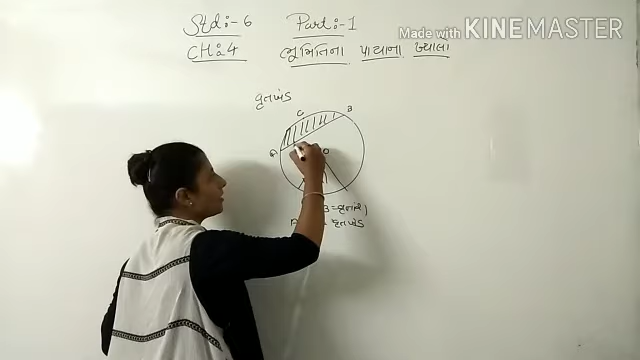 Made with KINEMASTER
Std:- 6 Part:-1
CH:4 ભૂમિતિના પાયાના ખ્યાલો
વૃતખંડ
C B
A O